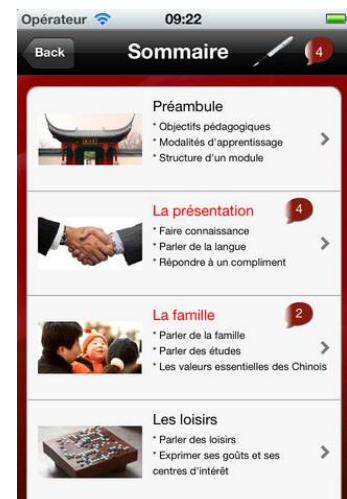 Opérateur 09:22
Back Sommaire 4
Préambule
* Objectifs pédagogiques
* Modalités d'apprentissage
* Structure d'un module
La présentation 4
* Faire connaissance
* Parler de la langue
* Répondre à un compliment
La famille 2
* Parler de la famille
* Parler des études
* Les valeurs essentielles des Chinois
Les loisirs
* Parler des loisirs
* Exprimer ses goûts et ses
centres d'intérêt